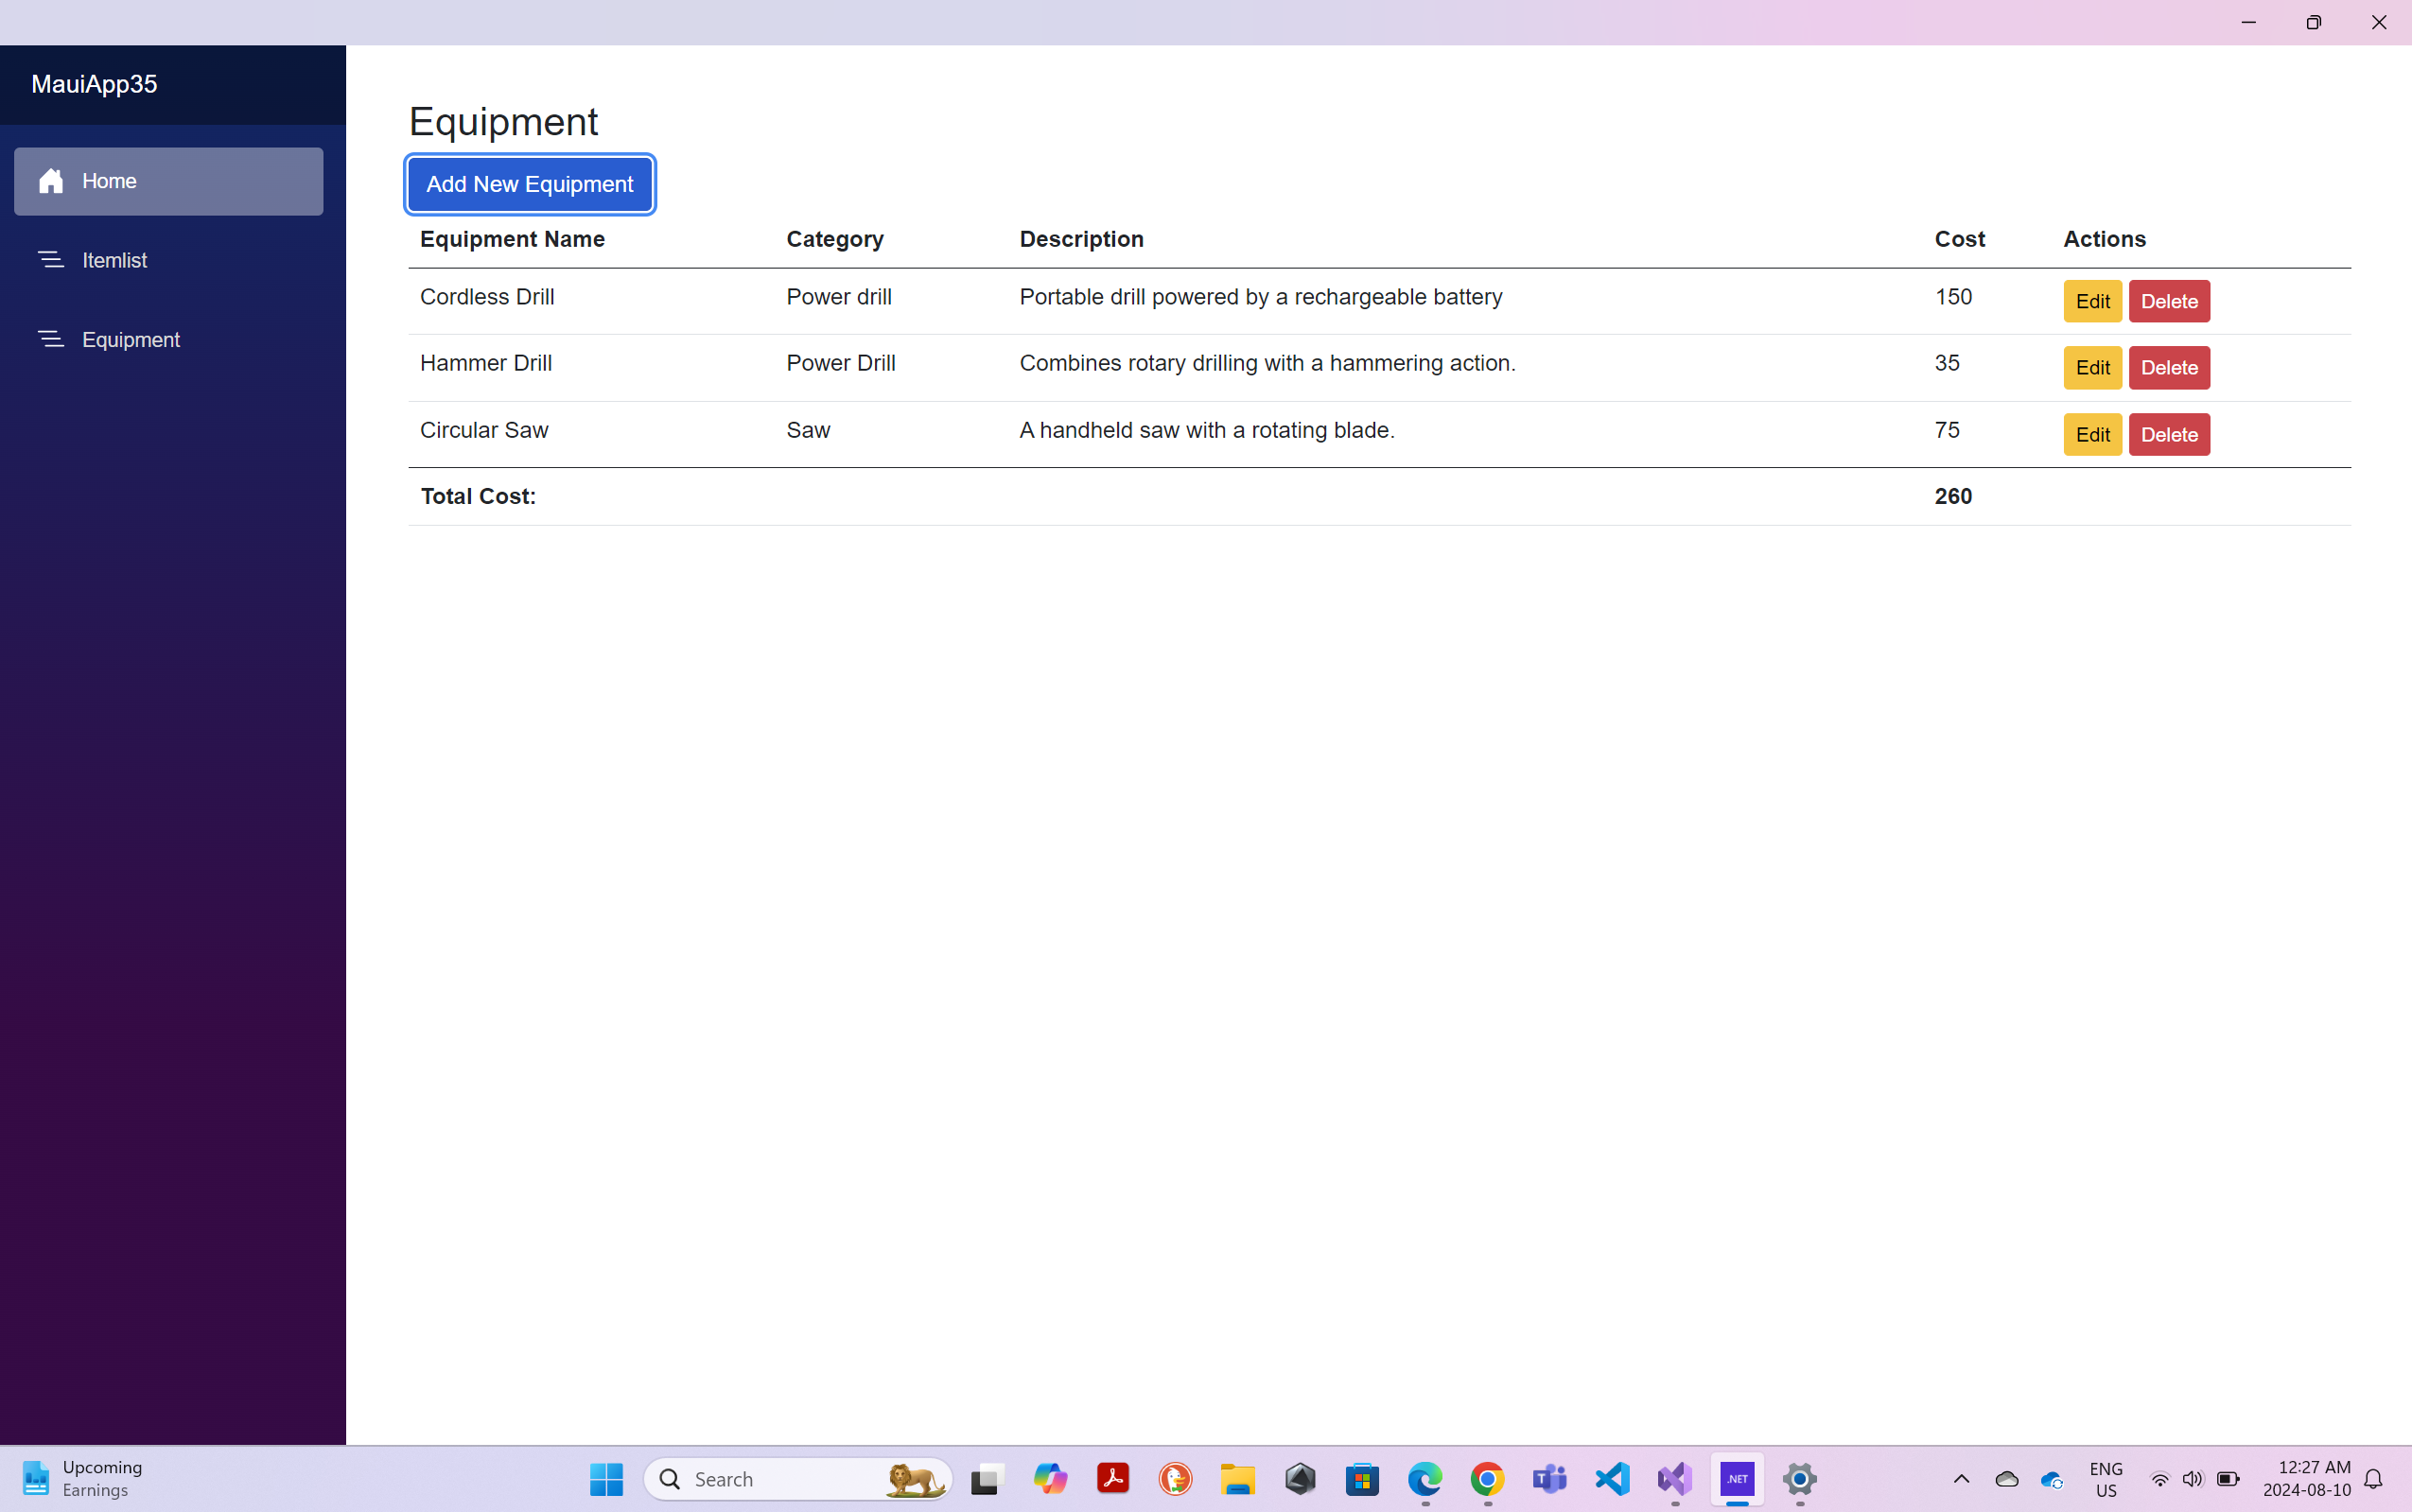 MauiApp35
Home
Itemlist
Equipment
Equipment
Add New Equipment
Equipment Name Category Description Cost Actions
Cordless Drill Power drill Portable drill powered by a rechargeable battery 150 Edit Delete
Hammer Drill Power Drill Combines rotary drilling with a hammering action. 35 Edit Delete
Circular Saw Saw A handheld saw with a rotating blade. 75 Edit Delete
Total Cost: 260
Upcoming
Earnings
Search
.NET
ENG
US
12:27 AM
2024-08-10